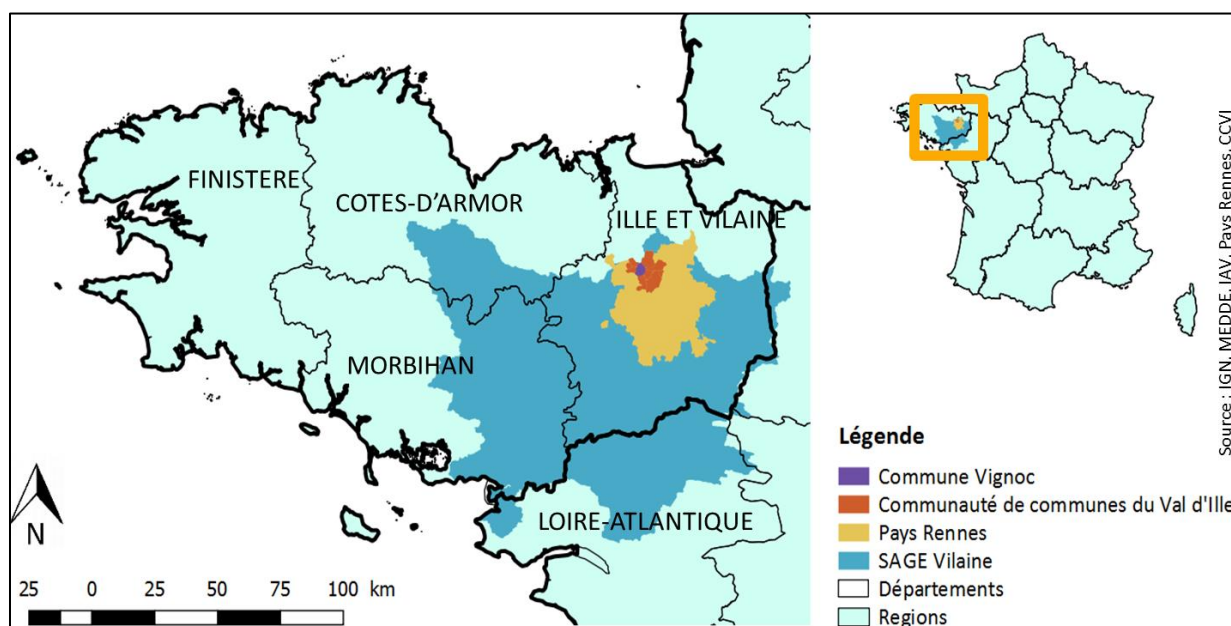 FINISTERE
COTES-D’ARMOR
ILLE ET VILAINE
MORBIHAN
LOIRE-ATLANTIQUE
N
25 0 25 50 75 100 km
Légende
Commune Vignoc
Communauté de communes du Val d'Ille
Pays Rennes
SAGE Vilaine
Départements
Regions
Source : IGN, MEDDE, IAV, Pays Rennes, CCVI